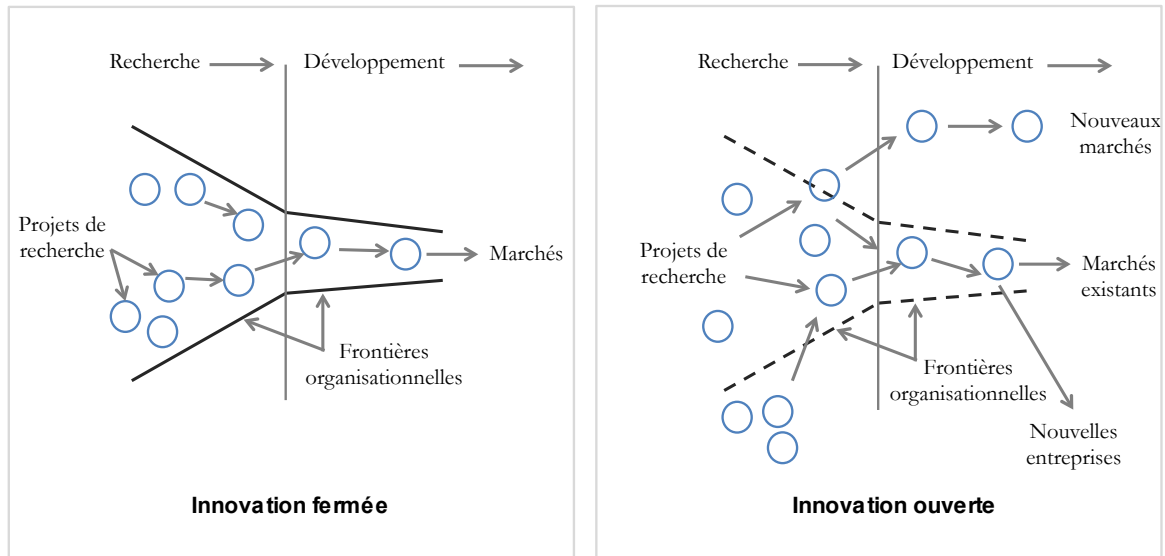 Recherche
Développement
Projets de
recherche
Marchés
Frontières
organisationnelles
Innovation fermée
Recherche
Développement
Nouveaux
marchés
Projets de
recherche
Marchés
existants
Frontières
organisationnelles
Nouvelles
entreprises
Innovation ouverte